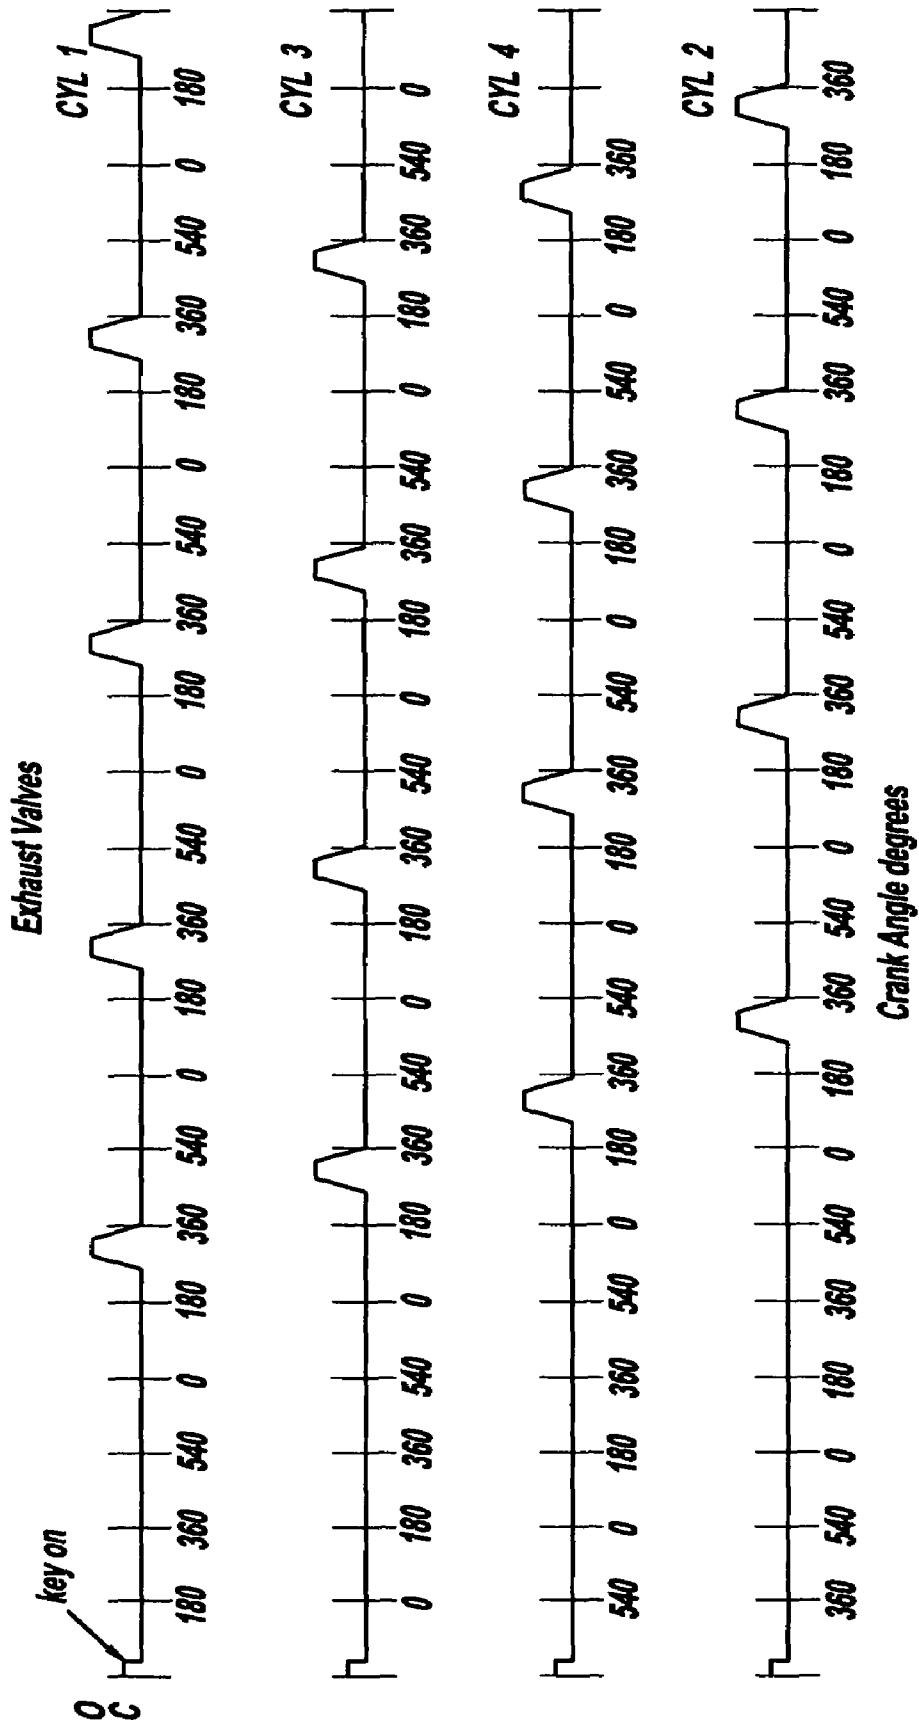 Exhaust Valves
key on
O
C
CYL 1
180 360 540 0 180 360 540 0 180 360 540 0 180 360 540 0 180 360 540 0 180
CYL 3
0 180 360 540 0 180 360 540 0 180 360 540 0 180 360 540 0 180 360 540 0
CYL 4
540 0 180 360 540 0 180 360 540 0 180 360 540 0 180 360 540 0 180 360
CYL 2
360 540 0 180 360 540 0 180 360 540 0 180 360 540 0 180 360 540 0 180 360
Crank Angle degrees